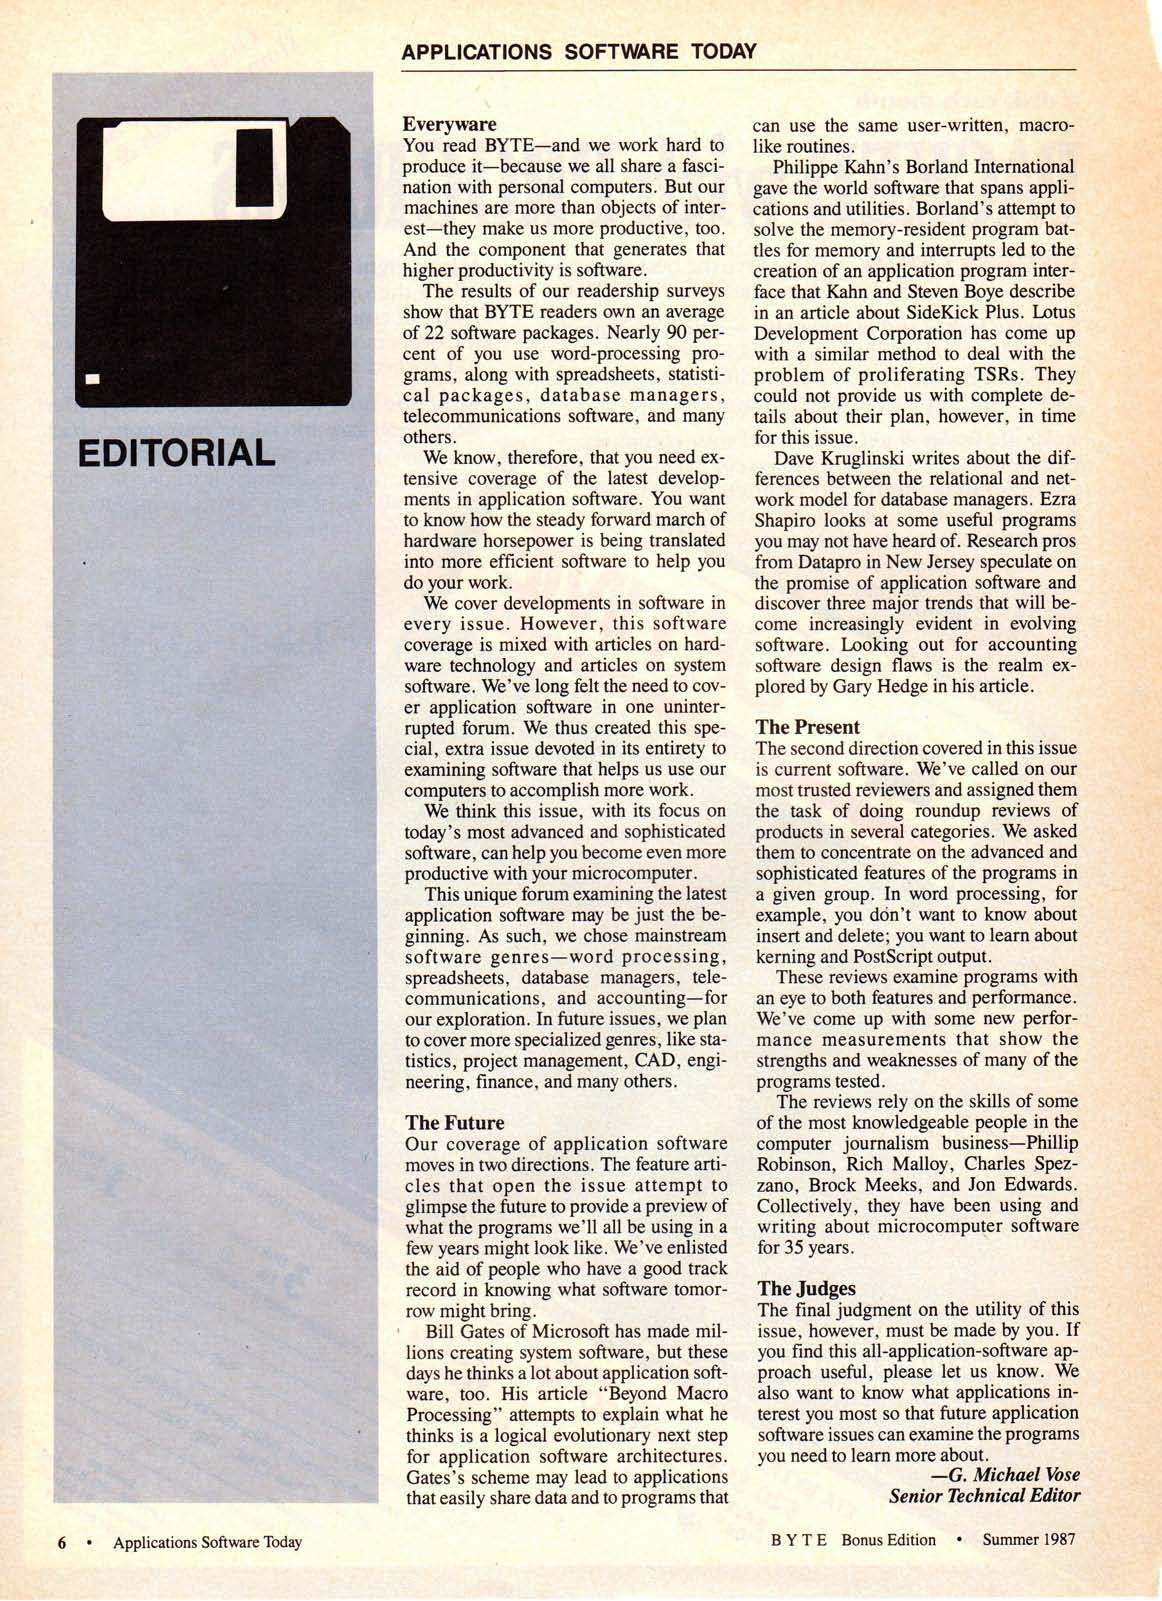 APPLICATIONS SOFTWARE TODAY
EDITORIAL
Everyware
You read BYTE—and we work hard to
produce it—because we all share a fasci-
nation with personal computers. But our
machines are more than objects of inter-
est—they make us more productive, too.
And the component that generates that
higher productivity is software.
The results of our readership surveys
show that BYTE readers own an average
of 22 software packages. Nearly 90 per-
cent of you use word-processing pro-
grams, along with spreadsheets, statisti-
cal packages, database managers,
telecommunications software, and many
others.
We know, therefore, that you need ex-
tensive coverage of the latest develop-
ments in application software. You want
to know how the steady forward march of
hardware horsepower is being translated
into more efficient software to help you
do your work.
We cover developments in software in
every issue. However, this software
coverage is mixed with articles on hard-
ware technology and articles on system
software. We've long felt the need to cov-
er application software in one uninter-
rupted forum. We thus created this spe-
cial, extra issue devoted in its entirety to
examining software that helps us use our
computers to accomplish more work.
We think this issue, with its focus on
today's most advanced and sophisticated
software, can help you become even more
productive with your microcomputer.
This unique forum examining the latest
application software may be just the be-
ginning. As such, we chose mainstream
software genres—word processing,
spreadsheets, database managers, tele-
communications, and accounting—for
our exploration. In future issues, we plan
to cover more specialized genres, like sta-
tistics, project management, CAD, engi-
neering, finance, and many others.
The Future
Our coverage of application software
moves in two directions. The feature arti-
cles that open the issue attempt to
glimpse the future to provide a preview of
what the programs we'll all be using in a
few years might look like. We've enlisted
the aid of people who have a good track
record in knowing what software tomor-
row might bring.
Bill Gates of Microsoft has made mil-
lions creating system software, but these
days he thinks a lot about application soft-
ware, too. His article "Beyond Macro
Processing" attempts to explain what he
thinks is a logical evolutionary next step
for application software architectures.
Gates's scheme may lead to applications
that easily share data and to programs that
can use the same user-written, macro-
like routines.
Philippe Kahn's Borland International
gave the world software that spans appli-
cations and utilities. Borland's attempt to
solve the memory-resident program bat-
tles for memory and interrupts led to the
creation of an application program inter-
face that Kahn and Steven Boye describe
in an article about SideKick Plus. Lotus
Development Corporation has come up
with a similar method to deal with the
problem of proliferating TSRs. They
could not provide us with complete de-
tails about their plan, however, in time
for this issue.
Dave Kruglinski writes about the dif-
ferences between the relational and net-
work model for database managers. Ezra
Shapiro looks at some useful programs
you may not have heard of. Research pros
from Datapro in New Jersey speculate on
the promise of application software and
discover three major trends that will be-
come increasingly evident in evolving
software. Looking out for accounting
software design flaws is the realm ex-
plored by Gary Hedge in his article.
The Present
The second direction covered in this issue
is current software. We've called on our
most trusted reviewers and assigned them
the task of doing roundup reviews of
products in several categories. We asked
them to concentrate on the advanced and
sophisticated features of the programs in
a given group. In word processing, for
example, you don't want to know about
insert and delete; you want to learn about
kerning and PostScript output.
These reviews examine programs with
an eye to both features and performance.
We've come up with some new perfor-
mance measurements that show the
strengths and weaknesses of many of the
programs tested.
The reviews rely on the skills of some
of the most knowledgeable people in the
computer journalism business—Phillip
Robinson, Rich Malloy, Charles Spez-
zano, Brock Meeks, and Jon Edwards.
Collectively, they have been using and
writing about microcomputer software
for 35 years.
The Judges
The final judgment on the utility of this
issue, however, must be made by you. If
you find this all-application-software ap-
proach useful, please let us know. We
also want to know what applications in-
terest you most so that future application
software issues can examine the programs
you need to learn more about.
—G. Michael Vose
Senior Technical Editor
6 • Applications Software Today
BYTE Bonus Edition • Summer 1987